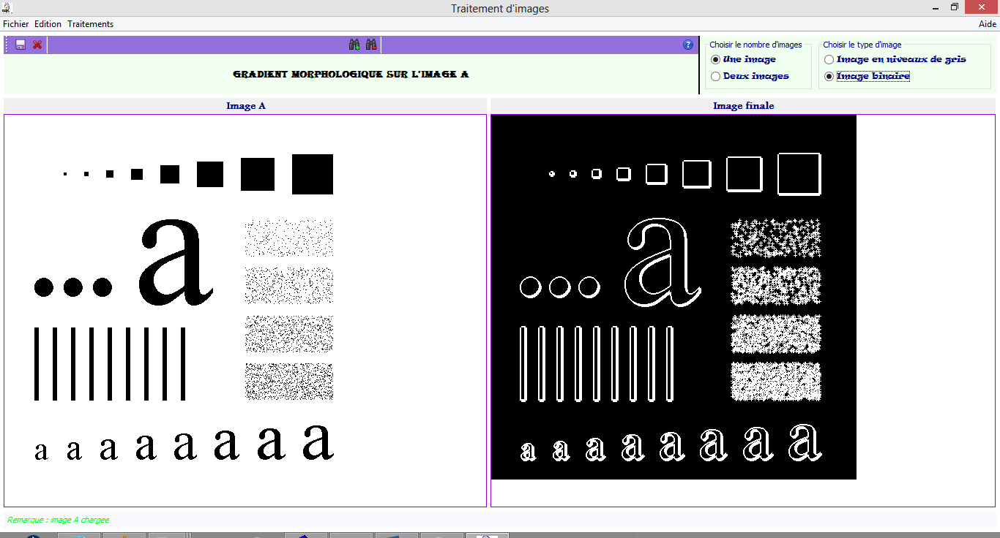 Traitement d'images
Fichier Edition Traitements Aide
GRADIENT MORPHOLOGIQUE SUR L'IMAGE A
Choisir le nombre d'images
Une image
Deux images
Choisir le type d'image
Image en niveaux de gris
Image binaire
Image A
Image finale
a
a
a a a a a a a a
a a a a a a a a
Remarque : image A chargee